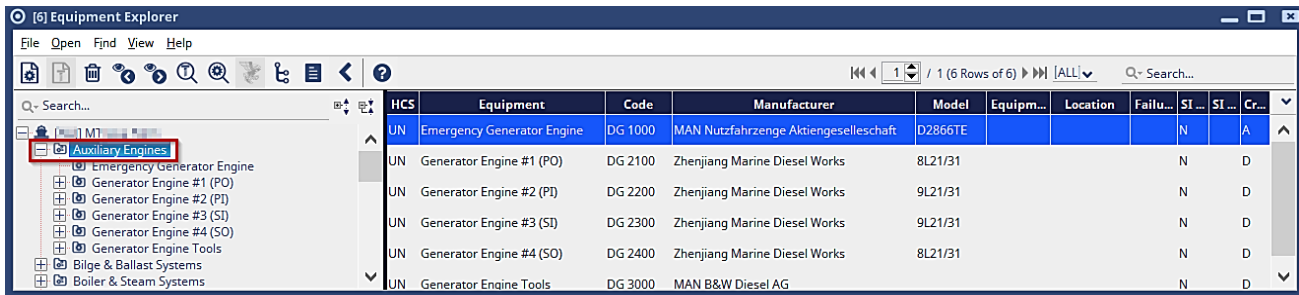 [6] Equipment Explorer
File Open Find View Help
1 / 1 (6 Rows of 6) [ALL] Search...
Search...
HCS Equipment Code Manufacturer Model Equipm... Location Failu... SI ... SI ... Cr...
MT
Auxiliary Engines
Emergency Generator Engine
Generator Engine #1 (PO)
Generator Engine #2 (PI)
Generator Engine #3 (SI)
Generator Engine #4 (SO)
Generator Engine Tools
Bilge & Ballast Systems
Boiler & Steam Systems
UN Emergency Generator Engine DG 1000 MAN Nutzfahrzenge Aktiengeselleschaft D2866TE N A
UN Generator Engine #1 (PO) DG 2100 Zhenjiang Marine Diesel Works 8L21/31 N D
UN Generator Engine #2 (PI) DG 2200 Zhenjiang Marine Diesel Works 9L21/31 N D
UN Generator Engine #3 (SI) DG 2300 Zhenjiang Marine Diesel Works 9L21/31 N D
UN Generator Engine #4 (SO) DG 2400 Zhenjiang Marine Diesel Works 8L21/31 N D
UN Generator Engine Tools DG 3000 MAN B&W Diesel AG N D